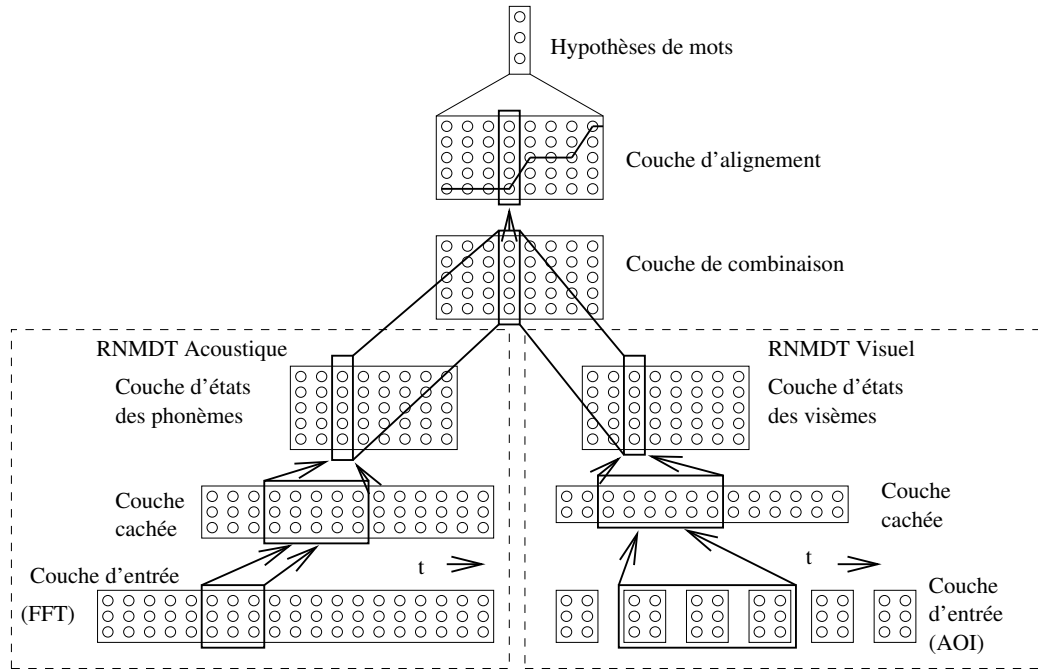 Hypothèses de mots
Couche d'alignement
Couche de combinaison
RNMDT Acoustique
Couche d'états
des phonèmes
Couche
cachée
t
Couche d'entrée
(FFT)
RNMDT Visuel
Couche d'états
des visèmes
Couche
cachée
t
Couche
d'entrée
(AOI)